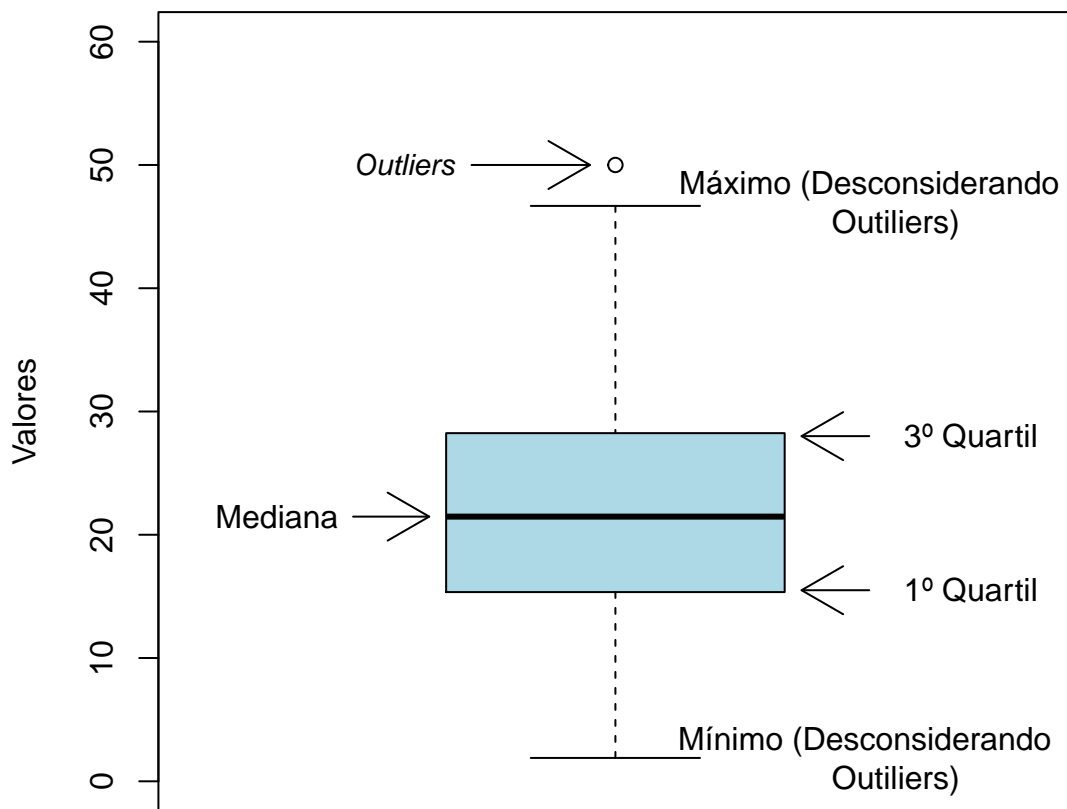 60
50
40
30
20
10
0
Valores
Outliers
Máximo (Desconsiderando
Outiliers)
3º Quartil
Mediana
1º Quartil
Mínimo (Desconsiderando
Outiliers)